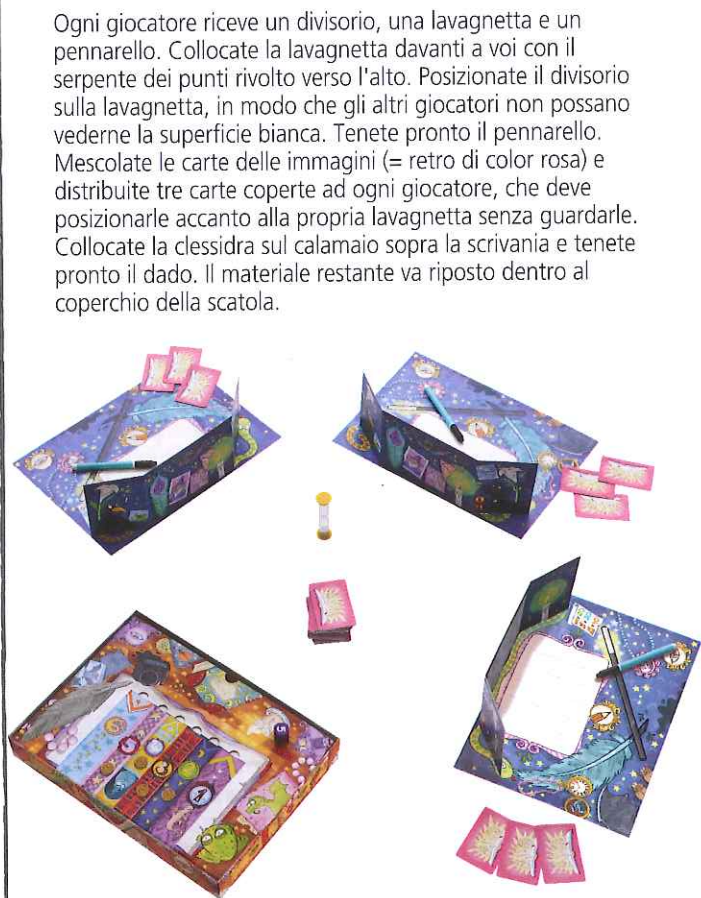 Ogni giocatore riceve un divisorio, una lavagnetta e un
pennarello. Collocate la lavagnetta davanti a voi con il
serpente dei punti rivolto verso l'alto. Posizionate il divisorio
sulla lavagnetta, in modo che gli altri giocatori non possano
vederne la superficie bianca. Tenete pronto il pennarello.
Mescolate le carte delle immagini (= retro di color rosa) e
distribuite tre carte coperte ad ogni giocatore, che deve
posizionarle accanto alla propria lavagnetta senza guardarle.
Collocate la clessidra sul calamaio sopra la scrivania e tenete
pronto il dado. Il materiale restante va riposto dentro al
coperchio della scatola.